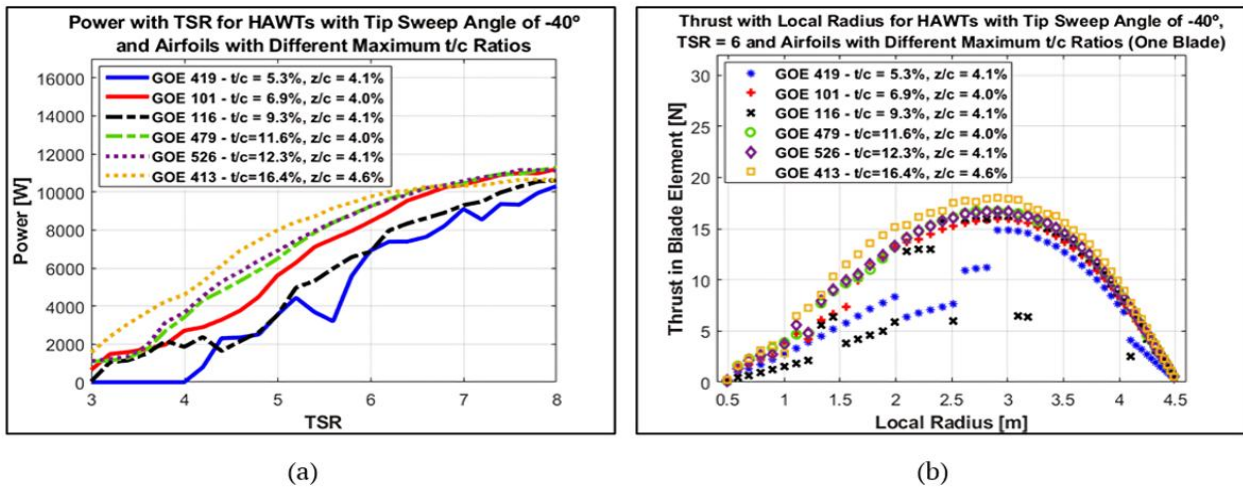 Power with TSR for HAWTs with Tip Sweep Angle of -40º
and Airfoils with Different Maximum t/c Ratios
16000
14000
12000
10000
8000
6000
4000
2000
0
Power [W]
GOE 419 - t/c = 5.3%, z/c = 4.1%
GOE 101 - t/c = 6.9%, z/c = 4.0%
GOE 116 - t/c = 9.3%, z/c = 4.1%
GOE 479 - t/c=11.6%, z/c = 4.0%
GOE 526 - t/c=12.3%, z/c = 4.1%
GOE 413 - t/c=16.4%, z/c = 4.6%
3 4 5 6 7 8
TSR
(a)
Thrust with Local Radius for HAWTs with Tip Sweep Angle of -40º,
TSR = 6 and Airfoils with Different Maximum t/c Ratios (One Blade)
30
25
20
15
10
5
0
Thrust in Blade Element [N]
GOE 419 - t/c = 5.3%, z/c = 4.1%
GOE 101 - t/c = 6.9%, z/c = 4.0%
GOE 116 - t/c = 9.3%, z/c = 4.1%
GOE 479 - t/c=11.6%, z/c = 4.0%
GOE 526 - t/c=12.3%, z/c = 4.1%
GOE 413 - t/c=16.4%, z/c = 4.6%
0.5 1 1.5 2 2.5 3 3.5 4 4.5
Local Radius [m]
(b)